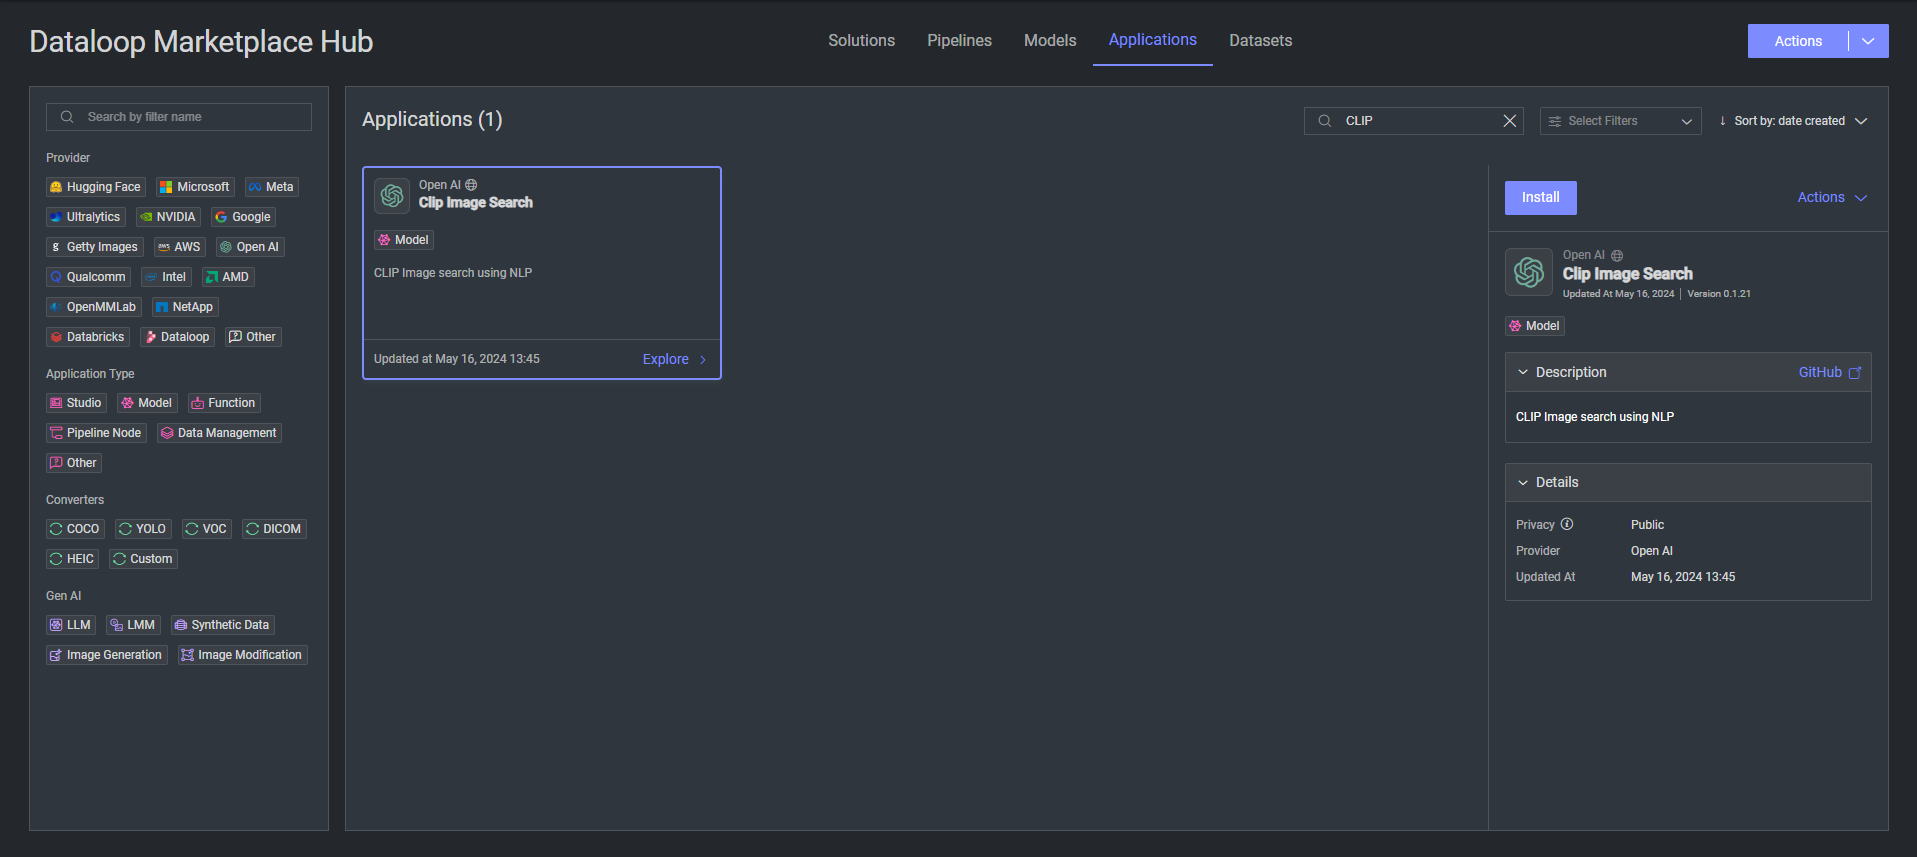 Dataloop Marketplace Hub
Solutions Pipelines Models Applications Datasets
Actions
Search by filter name
Provider
Hugging Face Microsoft Meta
Ultralytics NVIDIA Google
Getty Images AWS Open AI
Qualcomm Intel AMD
OpenMMLab NetApp
Databricks Dataloop Other
Application Type
Studio Model Function
Pipeline Node Data Management
Other
Converters
COCO YOLO VOC DICOM
HEIC Custom
Gen AI
LLM LMM Synthetic Data
Image Generation Image Modification
Applications (1)
CLIP
Select Filters
Sort by: date created
Open AI
Clip Image Search
Model
CLIP Image search using NLP
Updated at May 16, 2024 13:45
Explore
Install
Actions
Open AI
Clip Image Search
Updated At May 16, 2024 | Version 0.1.21
Model
Description
GitHub
CLIP Image search using NLP
Details
Privacy Public
Provider Open AI
Updated At May 16, 2024 13:45